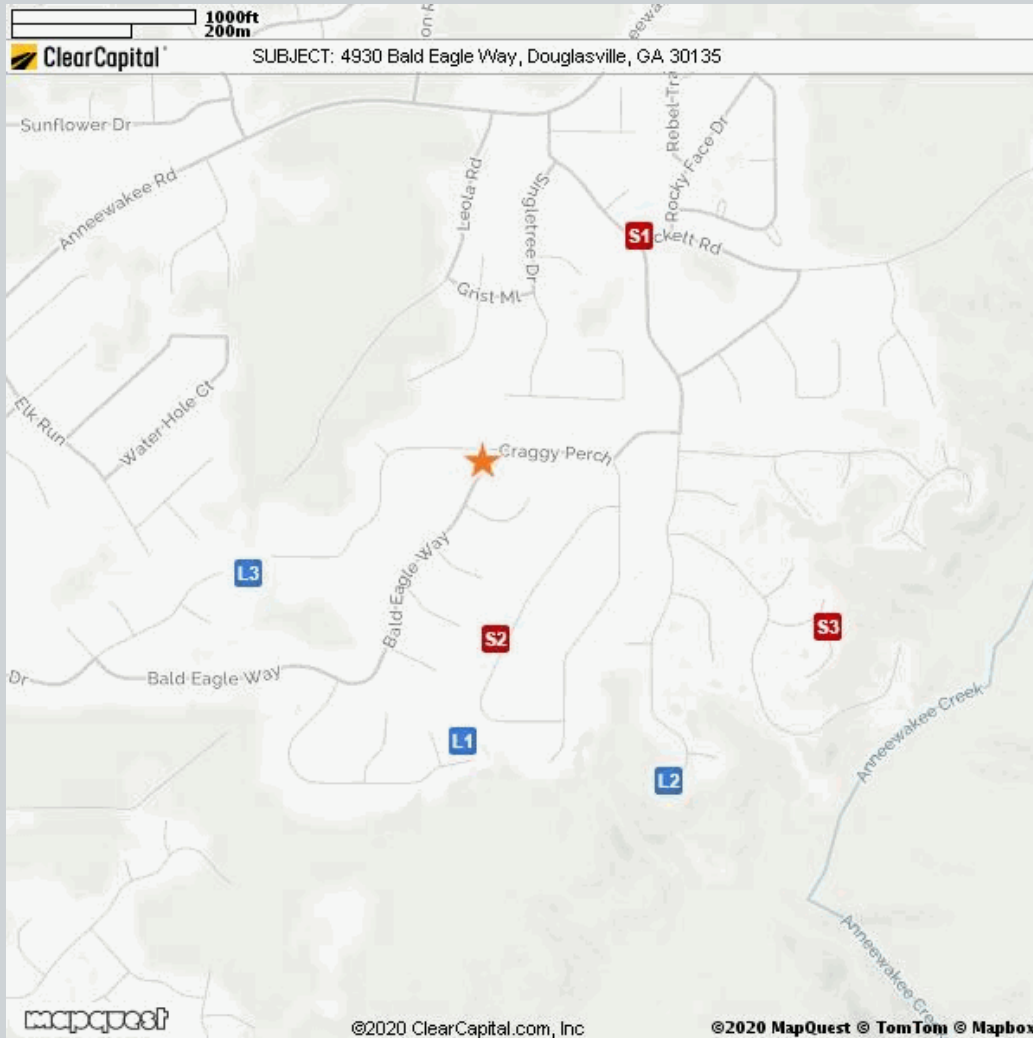 1000ft
200m
ClearCapital
SUBJECT: 4930 Bald Eagle Way, Douglasville, GA 30135
Sunflower Dr
Anneewakee Rd
Leola Rd
Singletree Dr
Rebel Tra
Rocky Face Dr
S1
ckett Rd
Grist Ml
Elk Run
Water Hole Ct
Craggy Perch
L3
Bald Eagle Way
S2
S3
Dr
Bald Eagle Way
L1
L2
Anneewakee Creek
Anneewakee Cree
mapquest
©2020 ClearCapital.com, Inc
©2020 MapQuest © TomTom © Mapbox